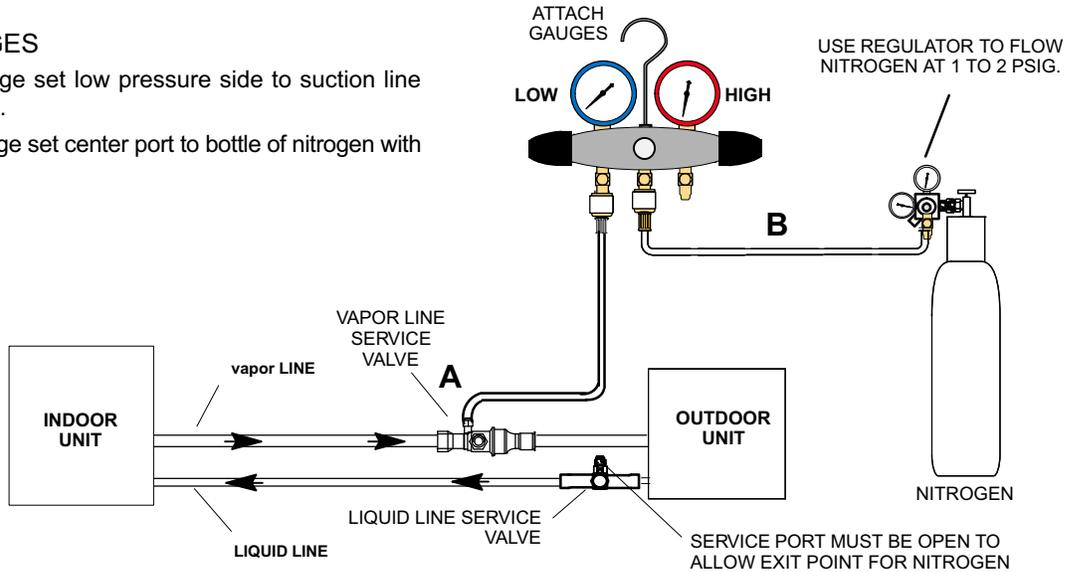 GES
ge set low pressure side to suction line
.
ge set center port to bottle of nitrogen with
ATTACH
GAUGES
USE REGULATOR TO FLOW
NITROGEN AT 1 TO 2 PSIG.
LOW
HIGH
B
VAPOR LINE
SERVICE
VALVE
A
vapor LINE
INDOOR
UNIT
OUTDOOR
UNIT
NITROGEN
LIQUID LINE SERVICE
VALVE
LIQUID LINE
SERVICE PORT MUST BE OPEN TO
ALLOW EXIT POINT FOR NITROGEN